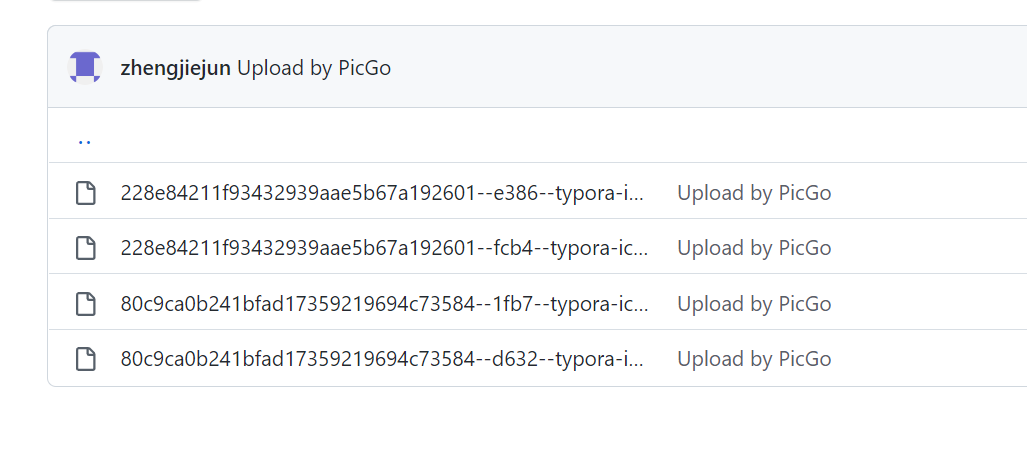 zhengjiejun Upload by PicGo
..
228e84211f93432939aae5b67a192601--e386--typora-i... Upload by PicGo
228e84211f93432939aae5b67a192601--fcb4--typora-ic... Upload by PicGo
80c9ca0b241bfad17359219694c73584--1fb7--typora-ic... Upload by PicGo
80c9ca0b241bfad17359219694c73584--d632--typora-i... Upload by PicGo